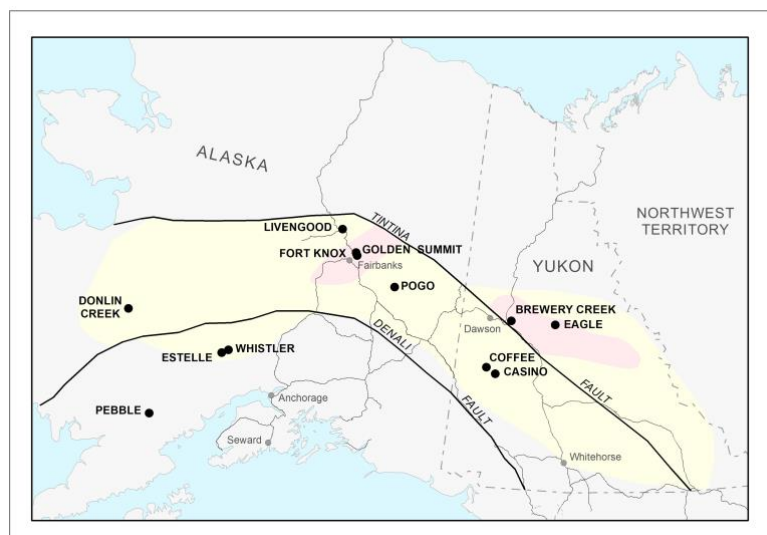 ALASKA
NORTHWEST
TERRITORY
TINTINA
LIVENGOOD
GOLDEN SUMMIT
FORT KNOX
Fairbanks
YUKON
POGO
DONLIN
CREEK
BREWERY CREEK
EAGLE
Dawson
DENALI
WHISTLER
ESTELLE
COFFEE
CASINO
FAULT
FAULT
Anchorage
PEBBLE
Seward
Whitehorse